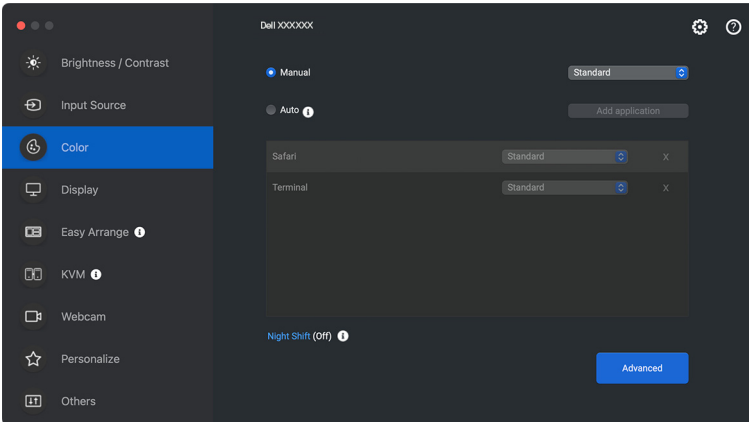 Dell XXXXXX
Brightness / Contrast
Input Source
Color
Display
Easy Arrange
KVM
Webcam
Personalize
Others
Manual
Standard
Auto
Add application
Safari
Standard
X
Terminal
Standard
X
Night Shift (Off)
Advanced